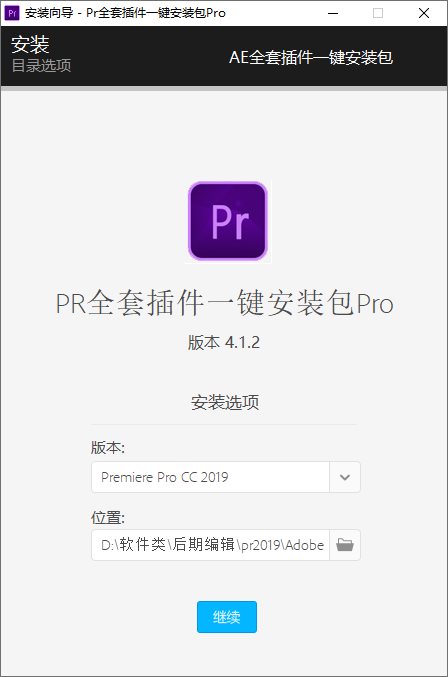 Pr 安装向导 - Pr全套插件一键安装包Pro
安装
目录选项
AE全套插件一键安装包
Pr
PR全套插件一键安装包Pro
版本 4.1.2
安装选项
版本:
Premiere Pro CC 2019
位置:
D:\软件类\后期编辑\pr2019\Adobe
继续